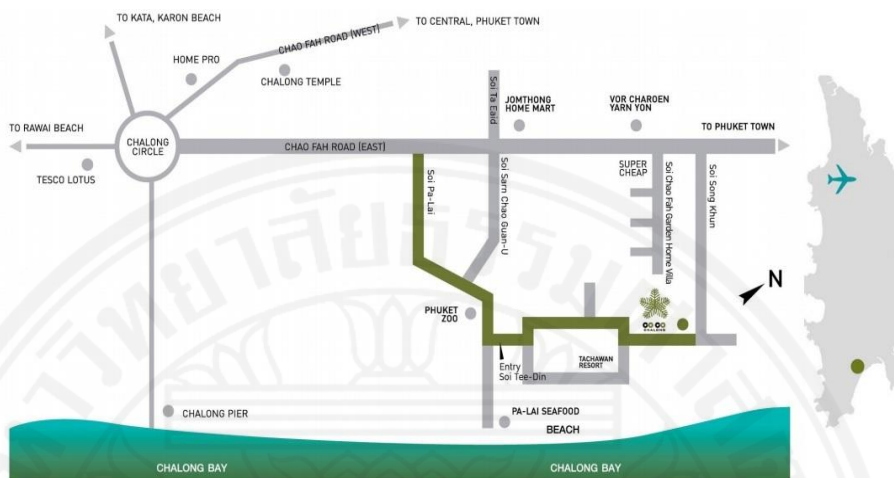 TO KATA, KARON BEACH
CHAO FAH ROAD (WEST)
TO CENTRAL, PHUKET TOWN
HOME PRO
CHALONG TEMPLE
Soi Ta Eaid
JOMTHONG
HOME MART
VOR CHAROEN
YARN YON
TO RAWAI BEACH
CHALONG
CIRCLE
CHAO FAH ROAD (EAST)
TO PHUKET TOWN
TESCO LOTUS
Soi Pa-Lai
Soi Sarn Chao Guan-U
SUPER
CHEAP
Soi Chao Fah Garden Home Villa
Soi Song Khun
N
PHUKET
ZOO
CHALONG
Entry
Soi Tee-Din
TACHAWAN
RESORT
CHALONG PIER
PA-LAI SEAFOOD
BEACH
CHALONG BAY
CHALONG BAY